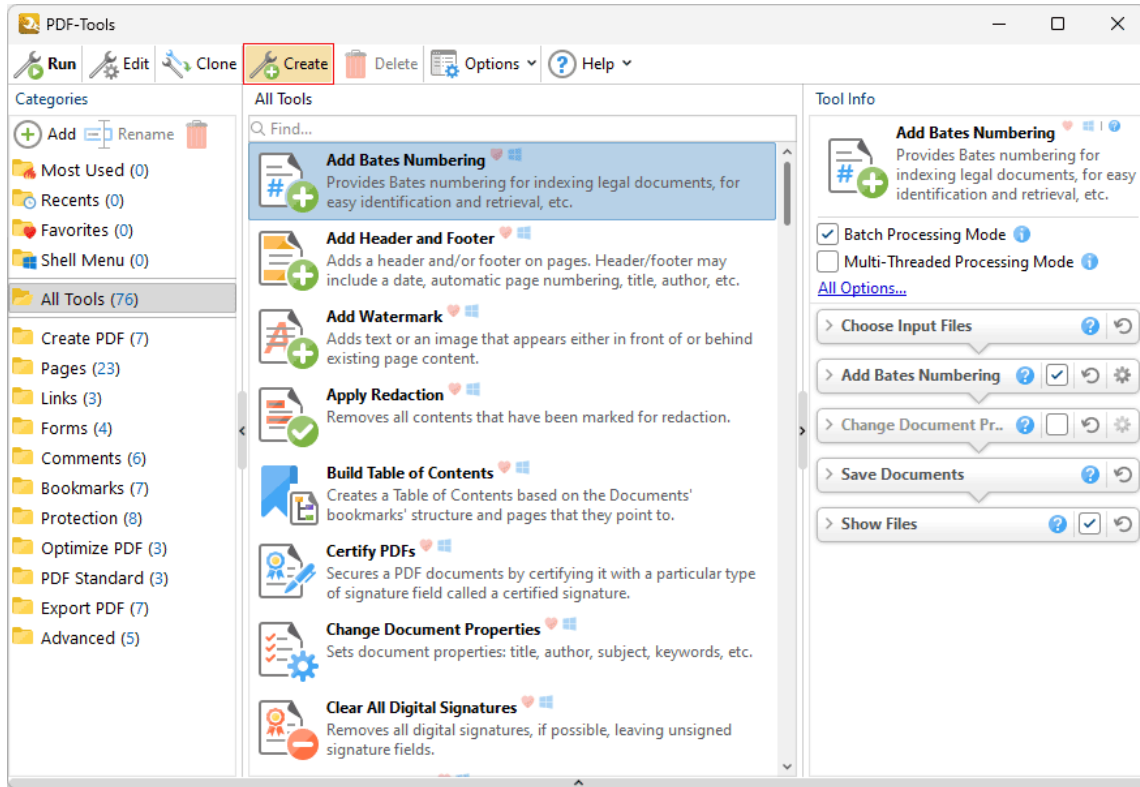 PDF-Tools
Run Edit Clone Create Delete Options Help
Categories
Add Rename
Most Used (0)
Recents (0)
Favorites (0)
Shell Menu (0)
All Tools (76)
Create PDF (7)
Pages (23)
Links (3)
Forms (4)
Comments (6)
Bookmarks (7)
Protection (8)
Optimize PDF (3)
PDF Standard (3)
Export PDF (7)
Advanced (5)
All Tools
Find...
Add Bates Numbering
Provides Bates numbering for indexing legal documents, for
easy identification and retrieval, etc.
Add Header and Footer
Adds a header and/or footer on pages. Header/footer may
include a date, automatic page numbering, title, author, etc.
Add Watermark
Adds text or an image that appears either in front of or behind
existing page content.
Apply Redaction
Removes all contents that have been marked for redaction.
Build Table of Contents
Creates a Table of Contents based on the Documents'
bookmarks' structure and pages that they point to.
Certify PDFs
Secures a PDF documents by certifying it with a particular type
of signature field called a certified signature.
Change Document Properties
Sets document properties: title, author, subject, keywords, etc.
Clear All Digital Signatures
Removes all digital signatures, if possible, leaving unsigned
signature fields.
Tool Info
Add Bates Numbering
Provides Bates numbering for
indexing legal documents, for easy
identification and retrieval, etc.
Batch Processing Mode
Multi-Threaded Processing Mode
All Options...
Choose Input Files
Add Bates Numbering
Change Document Pr..
Save Documents
Show Files